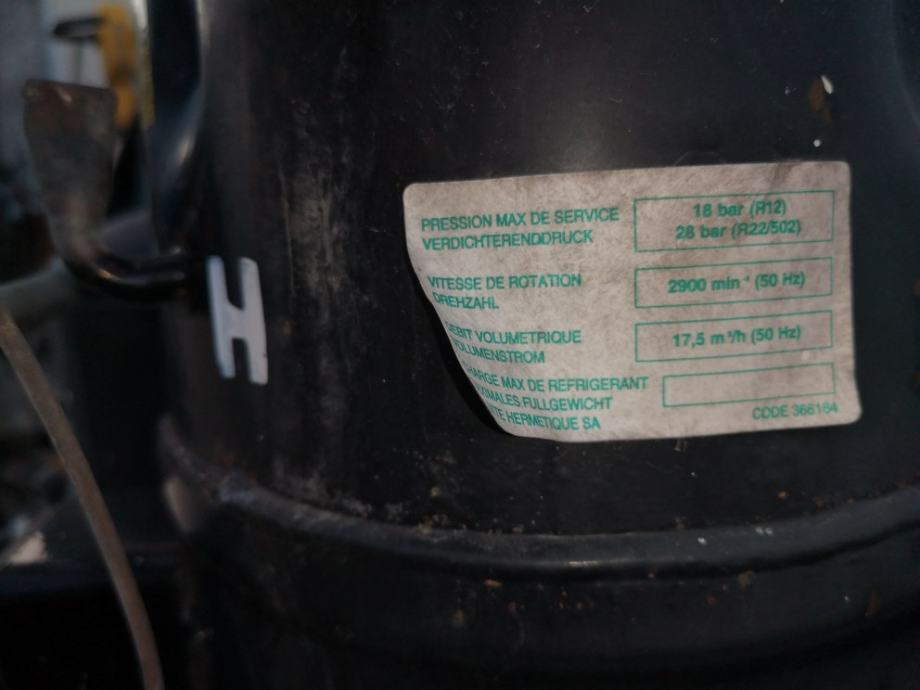 PRESSION MAX DE SERVICE
VERDICHTERENDDRUCK
18 bar (R12)
28 bar (R22/502)
VITESSE DE ROTATION
DREHZAHL
2900 min⁻¹ (50 Hz)
DEBIT VOLUMETRIQUE
VOLUMENSTROM
17,5 m³/h (50 Hz)
CHARGE MAX DE REFRIGERANT
MAXIMALES FULLGEWICHT
HERMETIQUE SA
CODE 366164
H